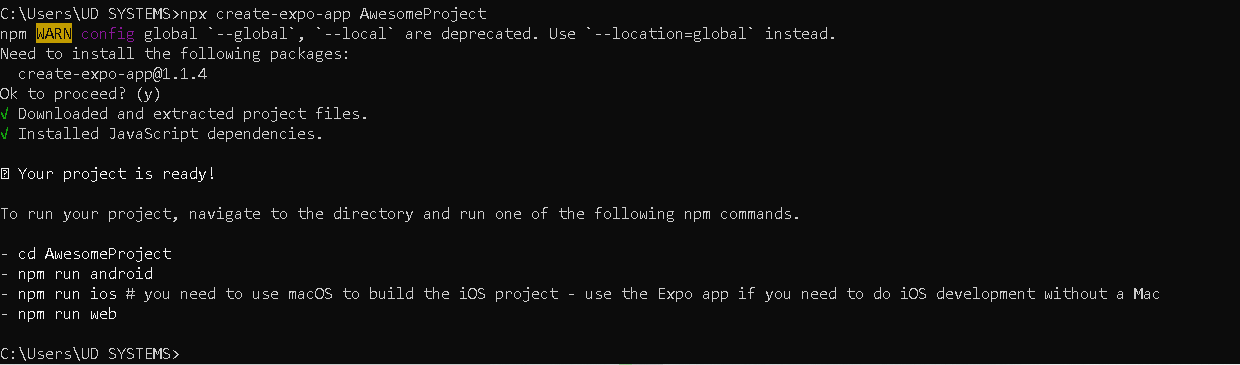 C:\Users\UD SYSTEMS>npx create-expo-app AwesomeProject
npm WARN config global `--global`, `--local` are deprecated. Use `--location=global` instead.
Need to install the following packages:
  create-expo-app@1.1.4
Ok to proceed? (y)
√ Downloaded and extracted project files.
√ Installed JavaScript dependencies.
⍰ Your project is ready!
To run your project, navigate to the directory and run one of the following npm commands.
- cd AwesomeProject
- npm run android
- npm run ios # you need to use macOS to build the iOS project - use the Expo app if you need to do iOS development without a Mac
- npm run web
C:\Users\UD SYSTEMS>